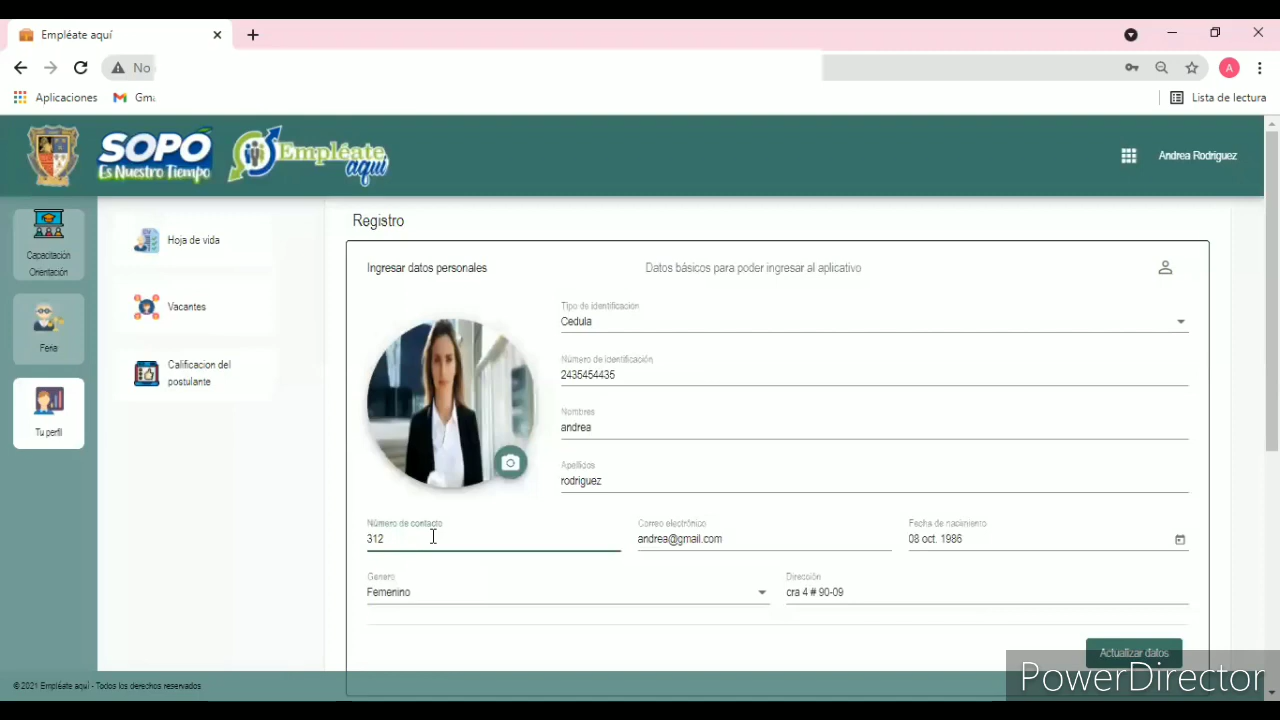 Empléate aquí
No
Aplicaciones
Gma
Lista de lectura
SOPÓ
Es Nuestro Tiempo
Empléate
aquí
Andrea Rodriguez
Capacitación
Orientación
Feria
Tu perfil
Hoja de vida
Vacantes
Calificacion del
postulante
Registro
Ingresar datos personales
Datos básicos para poder ingresar al aplicativo
Tipo de identificación
Cedula
Número de identificación
2435454435
Nombres
andrea
Apellidos
rodriguez
Número de contacto
312
Correo electrónico
andrea@gmail.com
Fecha de nacimiento
08 oct. 1986
Genero
Femenino
Dirección
cra 4 # 90-09
Actualizar datos
© 2021 Empléate aquí - Todos los derechos reservados
PowerDirector
A